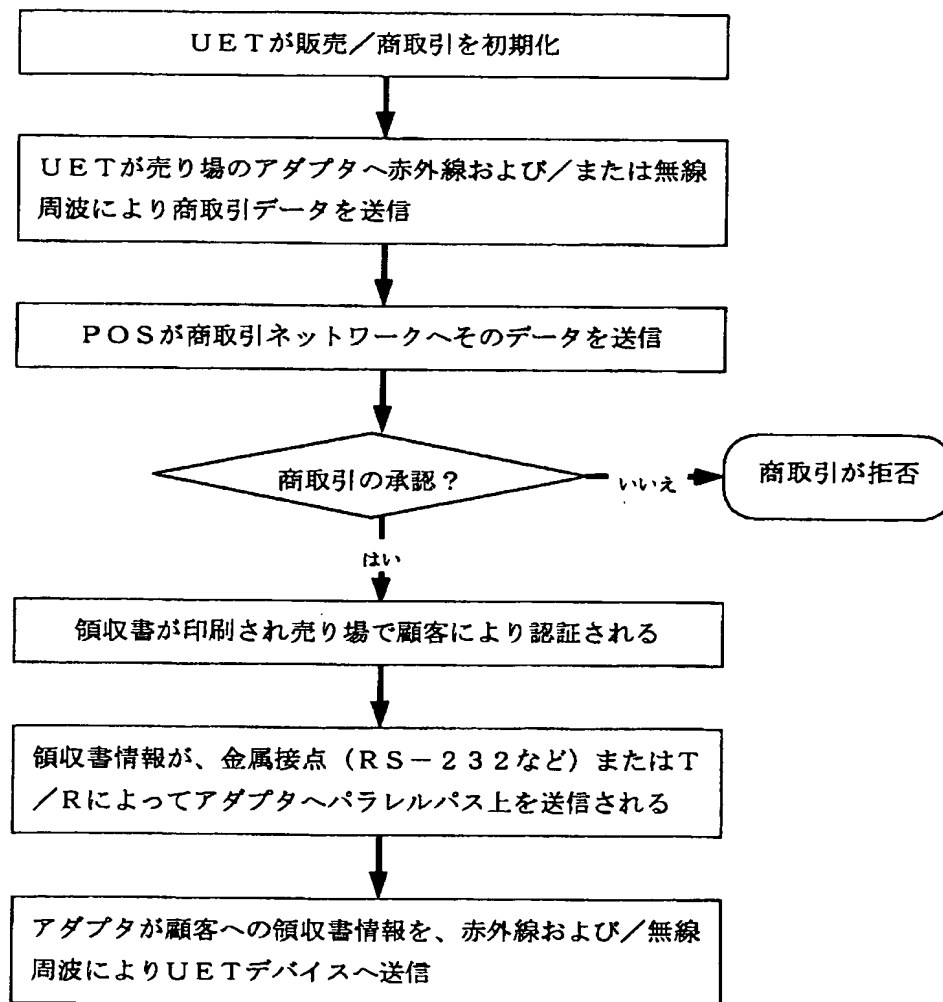 UETが販売／商取引を初期化
UETが売り場のアダプタへ赤外線および／または無線
周波により商取引データを送信
POSが商取引ネットワークへそのデータを送信
商取引の承認？
いいえ
商取引が拒否
はい
領収書が印刷され売り場で顧客により認証される
領収書情報が、金属接点（RS－232など）またはT
／Rによってアダプタへパラレルパス上を送信される
アダプタが顧客への領収書情報を、赤外線および／無線
周波によりUETデバイスへ送信